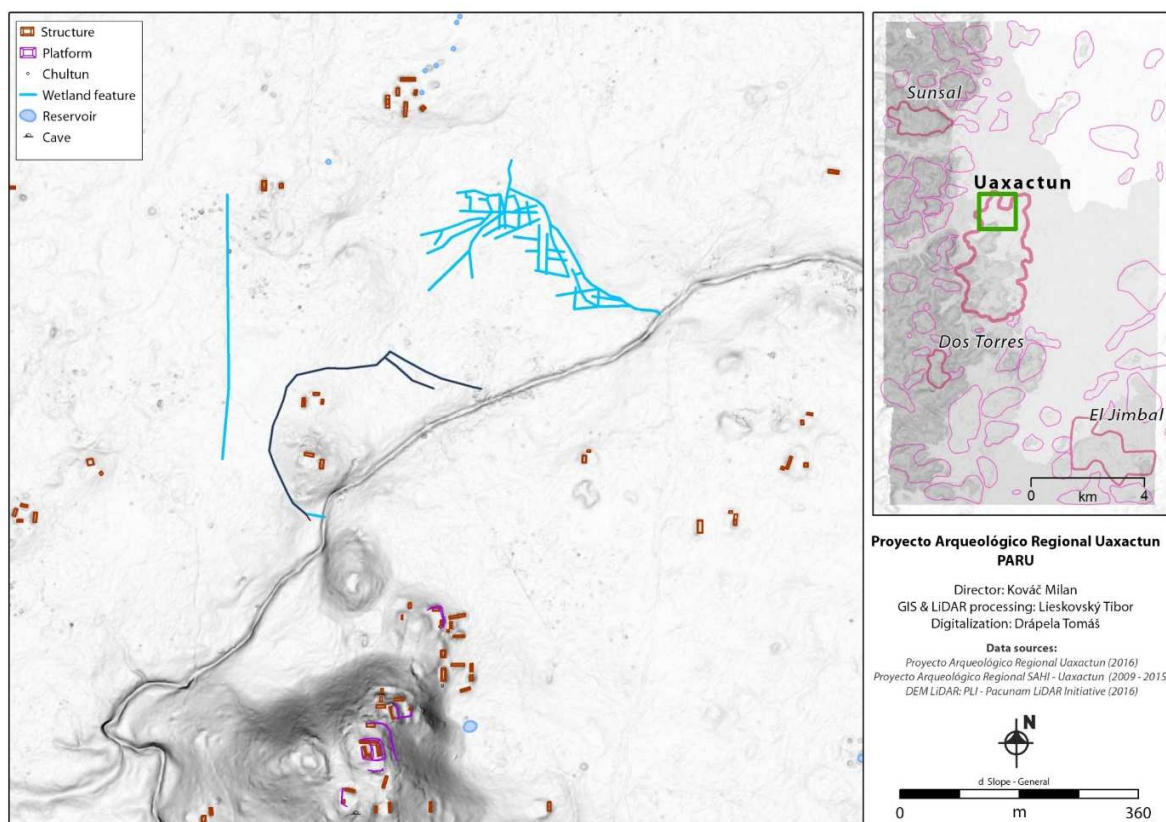 Structure
Platform
Chultun
Wetland feature
Reservoir
Cave
Sunsal
Uaxactun
Dos Torres
El Jimbal
0 km 4
Proyecto Arqueológico Regional Uaxactun
PARU
Director: Kováč Milan
GIS & LiDAR processing: Lieskovský Tibor
Digitalization: Drápela Tomáš
Data sources:
Proyecto Arqueológico Regional Uaxactun (2016)
Proyecto Arqueológico Regional SAHI - Uaxactun (2009 - 2015
DEM LiDAR: PLI - Pacunam LiDAR Initiative (2016)
N
d Slope - General
0 m 360